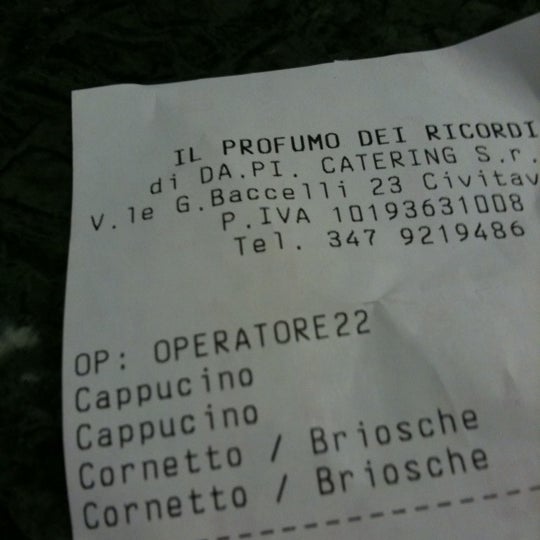 IL PROFUMO DEI RICORDI
di DA.PI. CATERING S.r.
V.le G.Baccelli 23 Civitav
P.IVA 10193631008
Tel. 347 9219486
OP: OPERATORE22
Cappucino
Cappucino
Cornetto / Briosche
Cornetto / Briosche